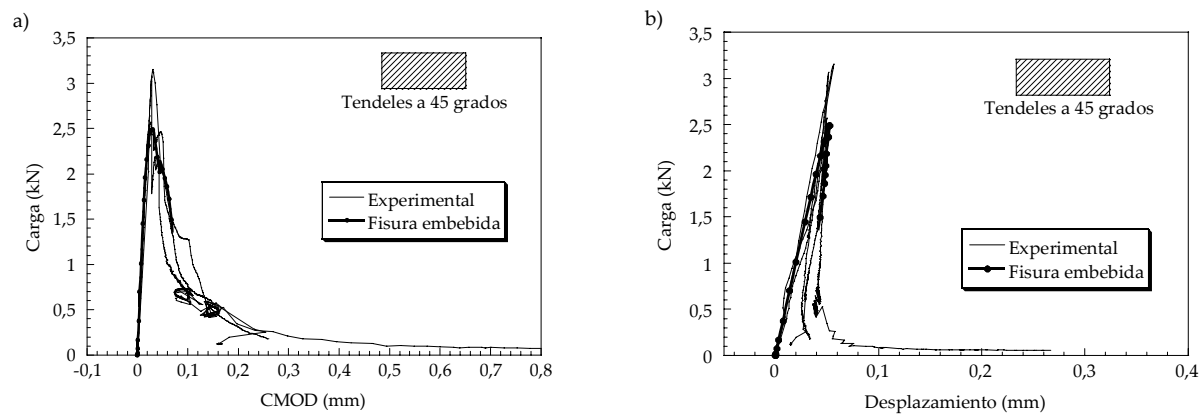 a)
3,5
3
2,5
2
1,5
1
0,5
0
Carga (kN)
-0,1 0 0,1 0,2 0,3 0,4 0,5 0,6 0,7 0,8
CMOD (mm)
Tendeles a 45 grados
Experimental
Fisura embebida
b)
3,5
3
2,5
2
1,5
1
0,5
0
Carga (kN)
0 0,1 0,2 0,3 0,4
Desplazamiento (mm)
Tendeles a 45 grados
Experimental
Fisura embebida